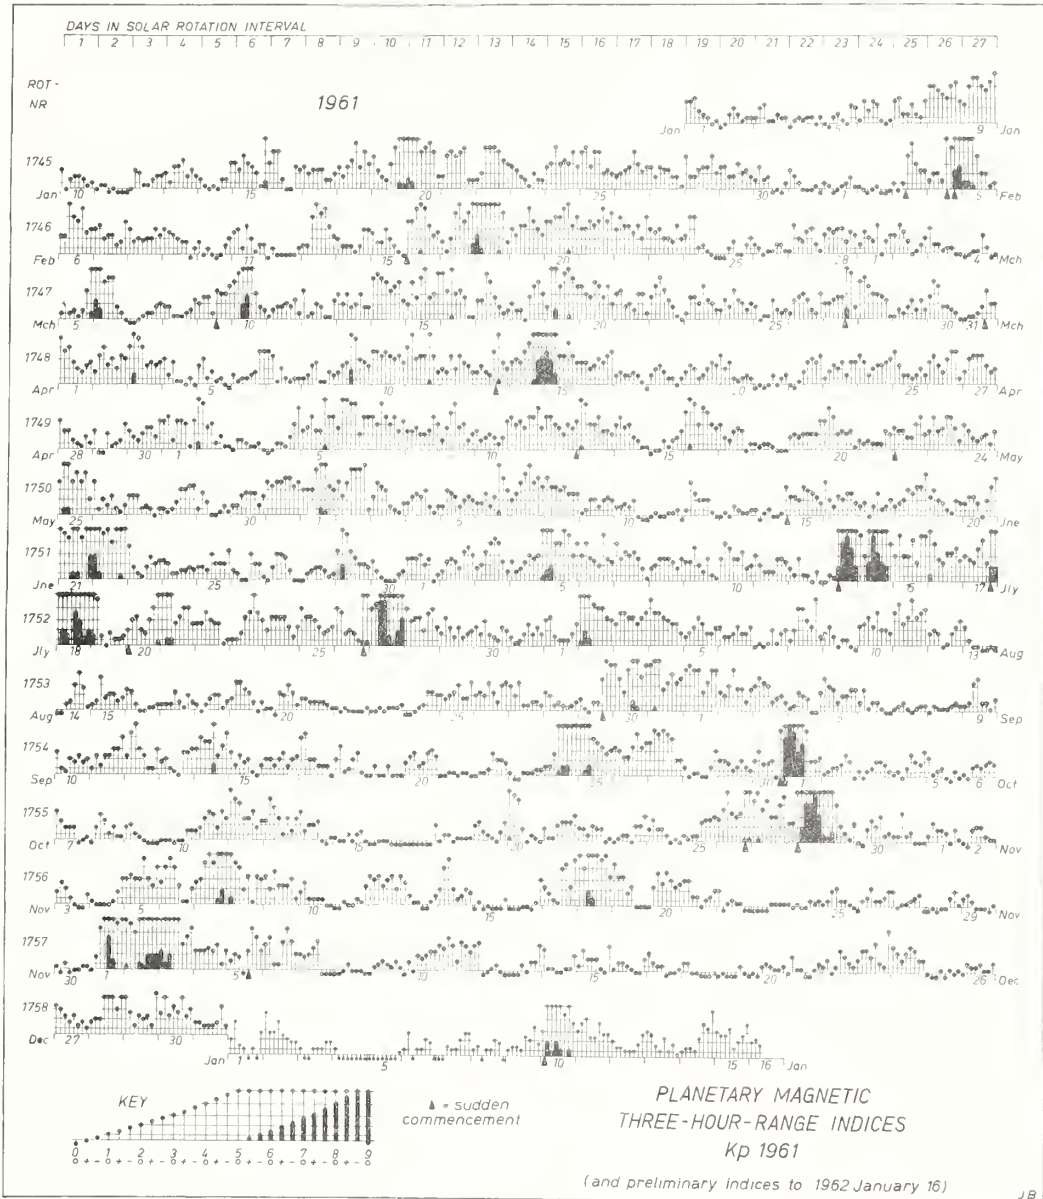 DAYS IN SOLAR ROTATION INTERVAL
1 2 3 4 5 6 7 8 9 10 11 12 13 14 15 16 17 18 19 20 21 22 23 24 25 26 27
ROT-
NR
1961
Jan 1 5 9 Jan
1745
Jan 10 15 20 25 30 1 5 Feb
1746
Feb 6 11 15 20 25 28 1 4 Mch
1747
Mch 5 10 15 20 25 30 31 Mch
1748
Apr 1 5 10 15 20 25 27 Apr
1749
Apr 28 30 1 5 10 15 20 24 May
1750
May 25 30 1 5 10 15 20 Jne
1751
Jne 21 25 30 1 5 10 15 17 Jly
1752
Jly 18 20 25 30 1 5 10 13 Aug
1753
Aug 14 15 20 25 30 1 5 9 Sep
1754
Sep 10 15 20 25 30 1 5 6 Oct
1755
Oct 7 10 15 20 25 30 1 2 Nov
1756
Nov 3 5 10 15 20 25 29 Nov
1757
Nov 30 1 5 10 15 20 26 Dec
1758
Dec 27 30
Jan 1 5 10 15 16 Jan
KEY
0 1 2 3 4 5 6 7 8 9
o + - o + - o + - o + - o + - o + - o + - o + - o + - o
▲ = sudden
commencement
PLANETARY MAGNETIC
THREE-HOUR-RANGE INDICES
Kp 1961
(and preliminary indices to 1962 January 16)
J B